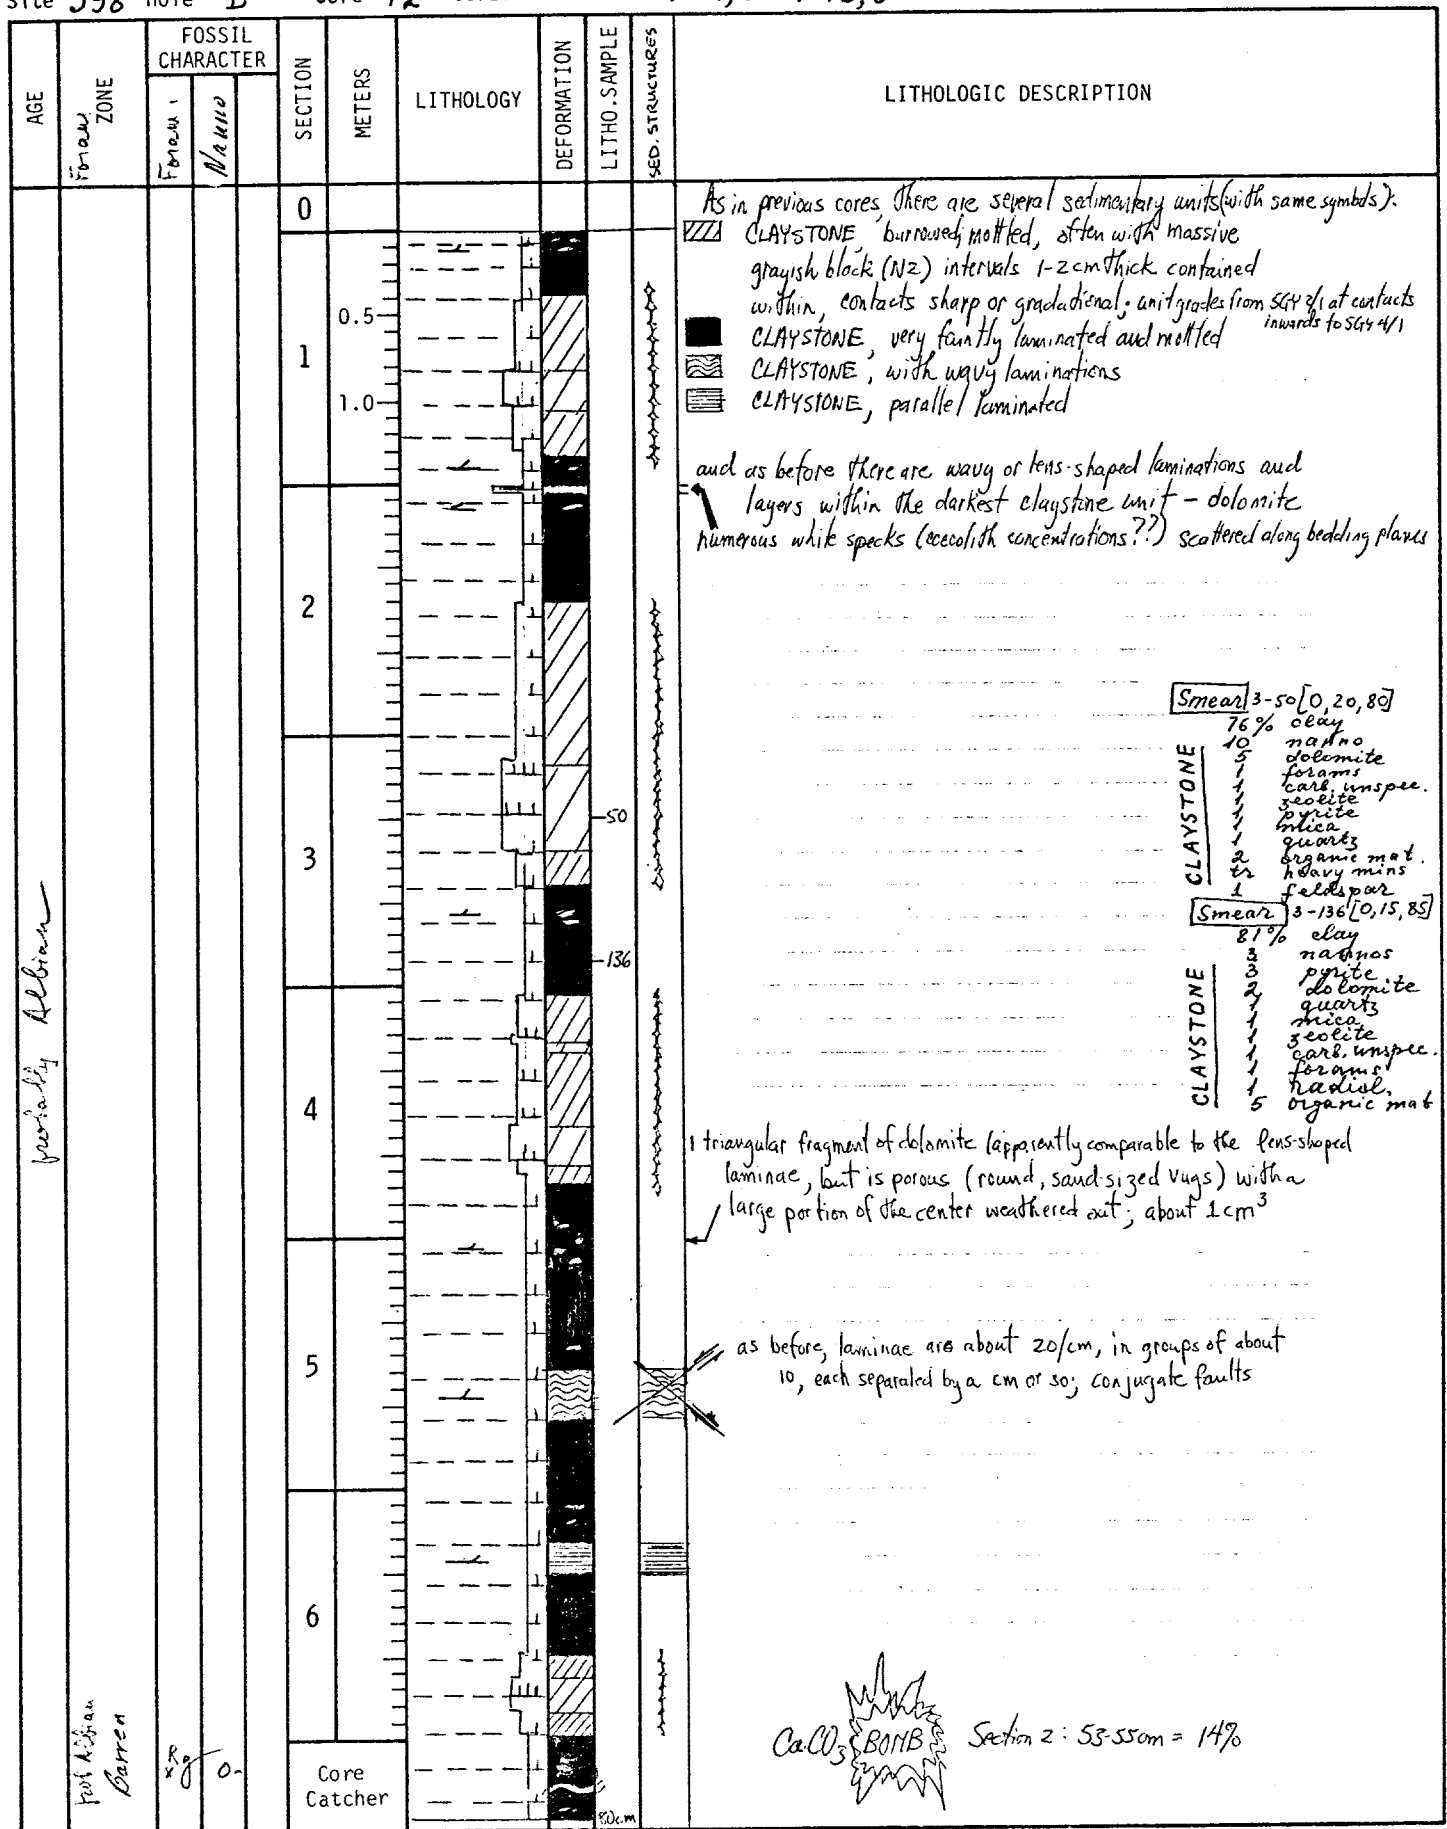 Site 398 Hole D Core 72
AGE
Foram ZONE
FOSSIL CHARACTER
Foram
Nanno
SECTION
METERS
LITHOLOGY
DEFORMATION
LITHO.SAMPLE
SED. STRUCTURES
LITHOLOGIC DESCRIPTION
As in previous cores there are several sedimentary units (with same symbols):
CLAYSTONE burrowed, mottled, often with massive
grayish black (N2) intervals 1-2 cm thick contained
within, contacts sharp or gradational; unit grades from 5GY 2/1 at contacts
inwards to 5GY 4/1
CLAYSTONE, very faintly laminated and mottled
CLAYSTONE, with wavy laminations
CLAYSTONE, parallel laminated
and as before there are wavy or lens-shaped laminations and
layers within the darkest claystone unit – dolomite
numerous white specks (coccolith concentrations??) scattered along bedding planes
0
0.5
1
1.0
2
3
4
5
6
Core
Catcher
50
136
80cm
Smear 3-50 [0, 20, 80]
CLAYSTONE
76% clay
10 nanno
5 dolomite
1 forams
1 carb. unspec.
1 zeolite
1 pyrite
1 mica
1 quartz
2 organic mat.
tr heavy mins
1 feldspar
Smear 3-136 [0, 15, 85]
CLAYSTONE
81% clay
3 nannos
3 pyrite
2 dolomite
1 quartz
1 mica
1 zeolite
1 carb. unspec.
1 forams
1 radiol.
5 organic mat
1 triangular fragment of dolomite (apparently comparable to the lens-shaped
laminae, but is porous (round, sand-sized vugs) with a
large portion of the center weathered out; about 1 cm³
as before, laminae are about 20/cm, in groups of about
10, each separated by a cm or so; conjugate faults
CaCO3 BOMB Section 2: 53-55cm = 14%
Albian
Albian
Barren
Rg
0-